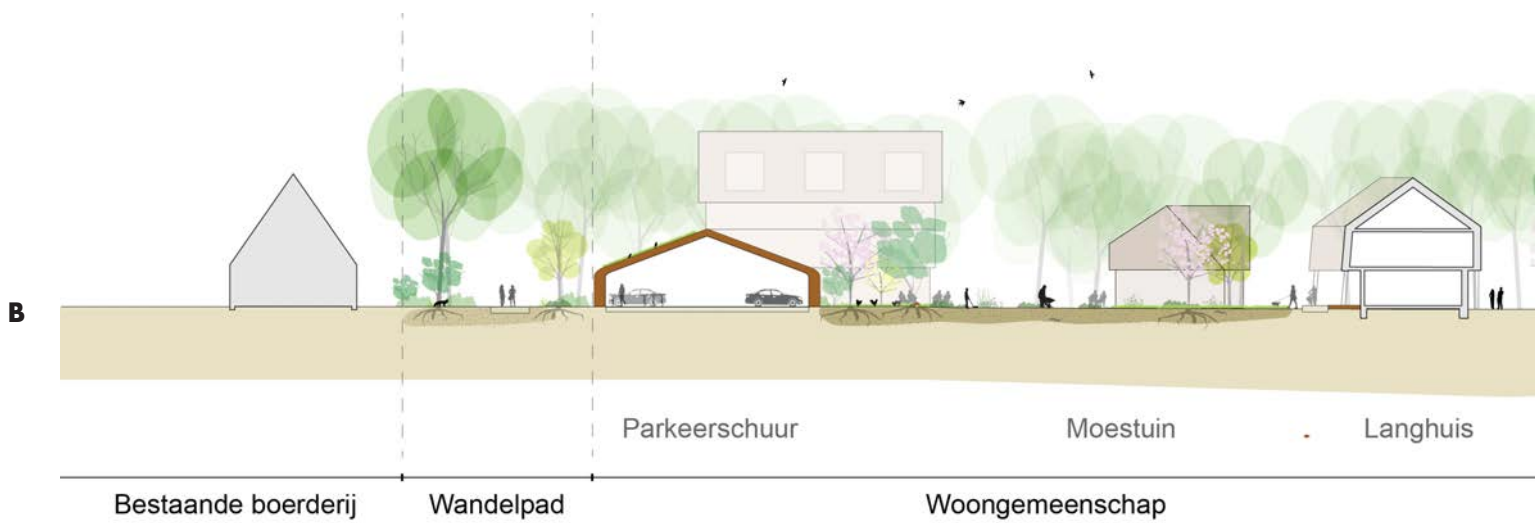 B
Parkeerschuur
Moestuin
Langhuis
Bestaande boerderij
Wandelpad
Woongemeenschap